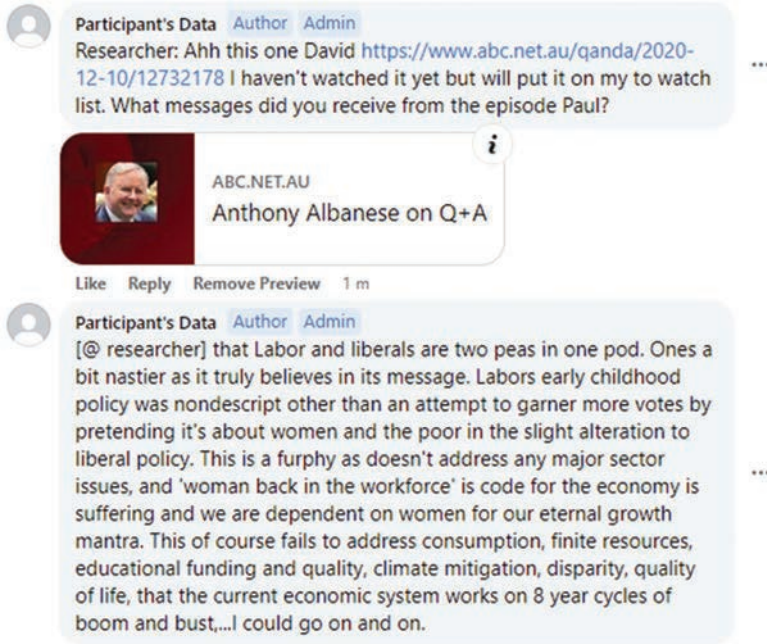 Participant's Data Author Admin
Researcher: Ahh this one David https://www.abc.net.au/qanda/2020-
12-10/12732178 I haven't watched it yet but will put it on my to watch
list. What messages did you receive from the episode Paul?
i
ABC.NET.AU
Anthony Albanese on Q+A
Like Reply Remove Preview 1 m
Participant's Data Author Admin
[@ researcher] that Labor and liberals are two peas in one pod. Ones a
bit nastier as it truly believes in its message. Labors early childhood
policy was nondescript other than an attempt to garner more votes by
pretending it's about women and the poor in the slight alteration to
liberal policy. This is a furphy as doesn't address any major sector
issues, and 'woman back in the workforce' is code for the economy is
suffering and we are dependent on women for our eternal growth
mantra. This of course fails to address consumption, finite resources,
educational funding and quality, climate mitigation, disparity, quality
of life, that the current economic system works on 8 year cycles of
boom and bust,...I could go on and on.